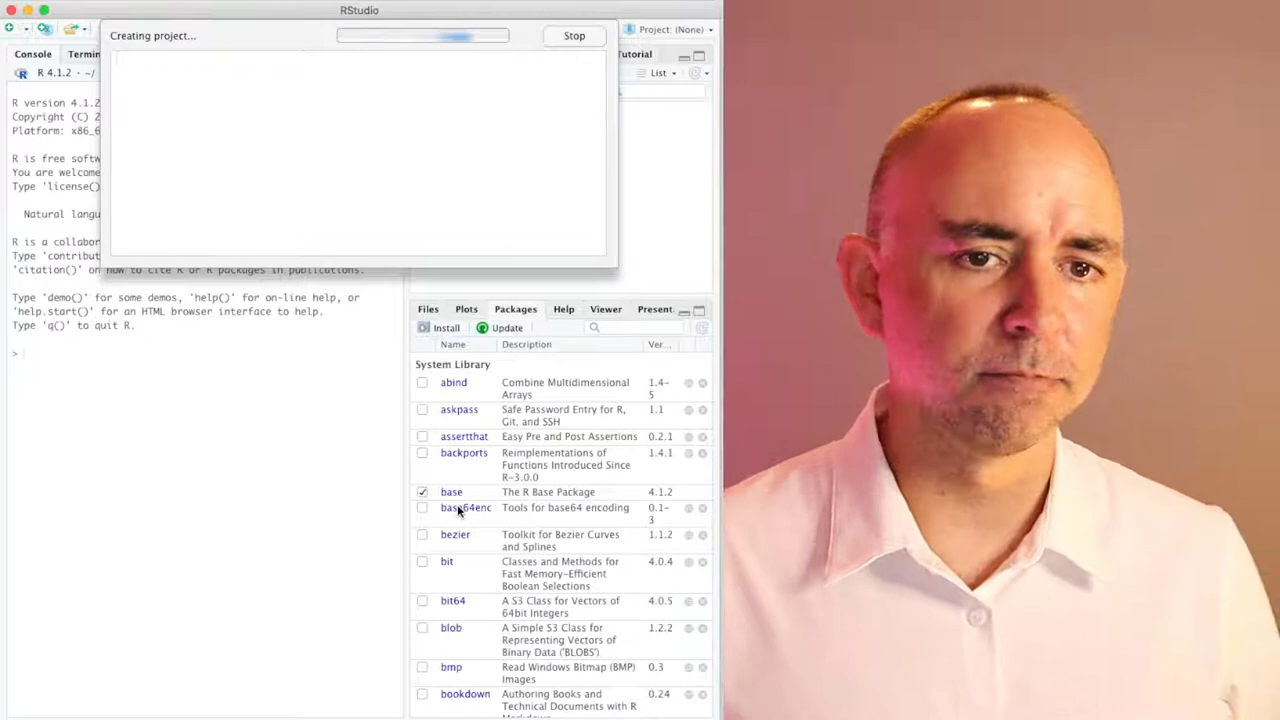 RStudio
Creating project...
Stop
Project: (None)
Console
Termin
Tutorial
R 4.1.2 · ~/
List
R version 4.1.2
Copyright (C) 2
Platform: x86_6
R is free softw
You are welcome
Type 'license()
Natural langu
R is a collabor
Type 'contribut
'citation()' on how to cite R or R packages in publications.
Type 'demo()' for some demos, 'help()' for on-line help, or
'help.start()' for an HTML browser interface to help.
Type 'q()' to quit R.
>
Files Plots Packages Help Viewer Present
Install Update
Name Description Ver...
System Library
abind Combine Multidimensional 1.4-
Arrays 5
askpass Safe Password Entry for R, 1.1
Git, and SSH
assertthat Easy Pre and Post Assertions 0.2.1
backports Reimplementations of 1.4.1
Functions Introduced Since
R-3.0.0
base The R Base Package 4.1.2
base64enc Tools for base64 encoding 0.1-
3
bezier Toolkit for Bezier Curves 1.1.2
and Splines
bit Classes and Methods for 4.0.4
Fast Memory-Efficient
Boolean Selections
bit64 A S3 Class for Vectors of 4.0.5
64bit Integers
blob A Simple S3 Class for 1.2.2
Representing Vectors of
Binary Data ('BLOBS')
bmp Read Windows Bitmap (BMP) 0.3
Images
bookdown Authoring Books and 0.24
Technical Documents with R
Markdown